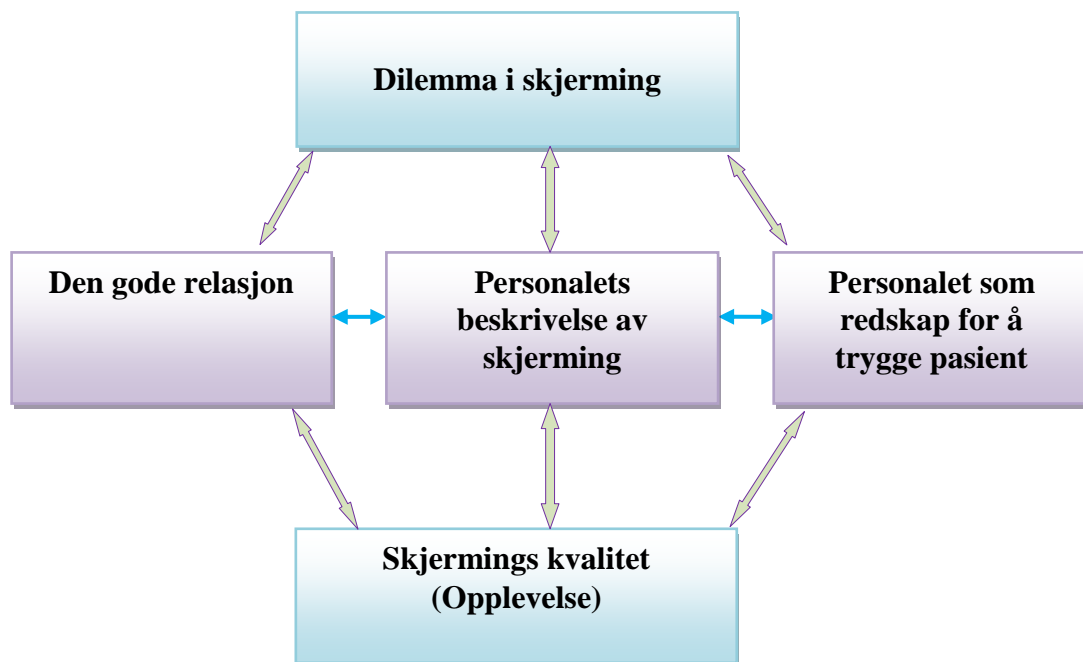 Dilemma i skjerming
Den gode relasjon
Personalets
beskrivelse av
skjerming
Personalet som
redskap for å
trygge pasient
Skjermings kvalitet
(Opplevelse)